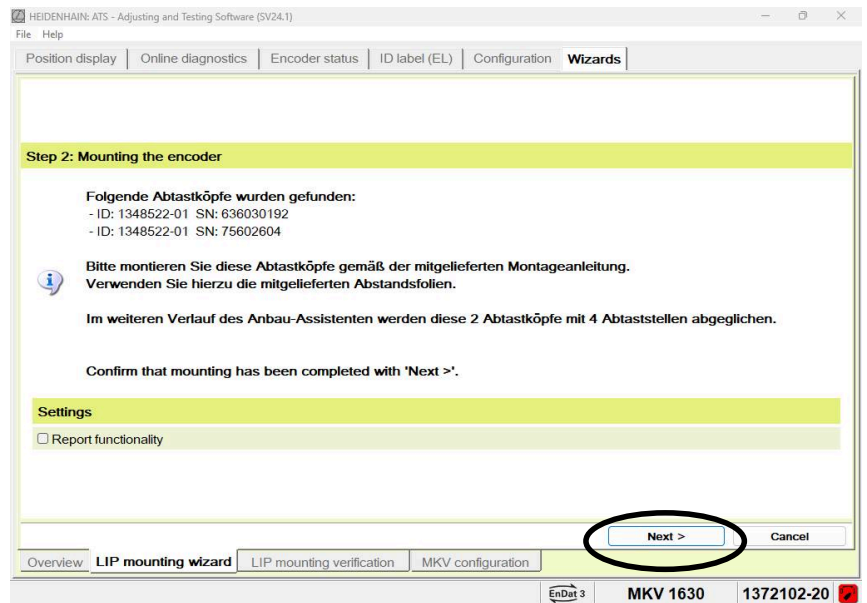 HEIDENHAIN: ATS - Adjusting and Testing Software (SV24.1)
File Help
Position display Online diagnostics Encoder status ID label (EL) Configuration Wizards
Step 2: Mounting the encoder
Folgende Abtastköpfe wurden gefunden:
- ID: 1348522-01 SN: 636030192
- ID: 1348522-01 SN: 75602604
Bitte montieren Sie diese Abtastköpfe gemäß der mitgelieferten Montageanleitung.
Verwenden Sie hierzu die mitgelieferten Abstandsfolien.
Im weiteren Verlauf des Anbau-Assistenten werden diese 2 Abtastköpfe mit 4 Abtaststellen abgeglichen.
Confirm that mounting has been completed with 'Next >'.
Settings
Report functionality
Next > Cancel
Overview LIP mounting wizard LIP mounting verification MKV configuration
EnDat 3 MKV 1630 1372102-20